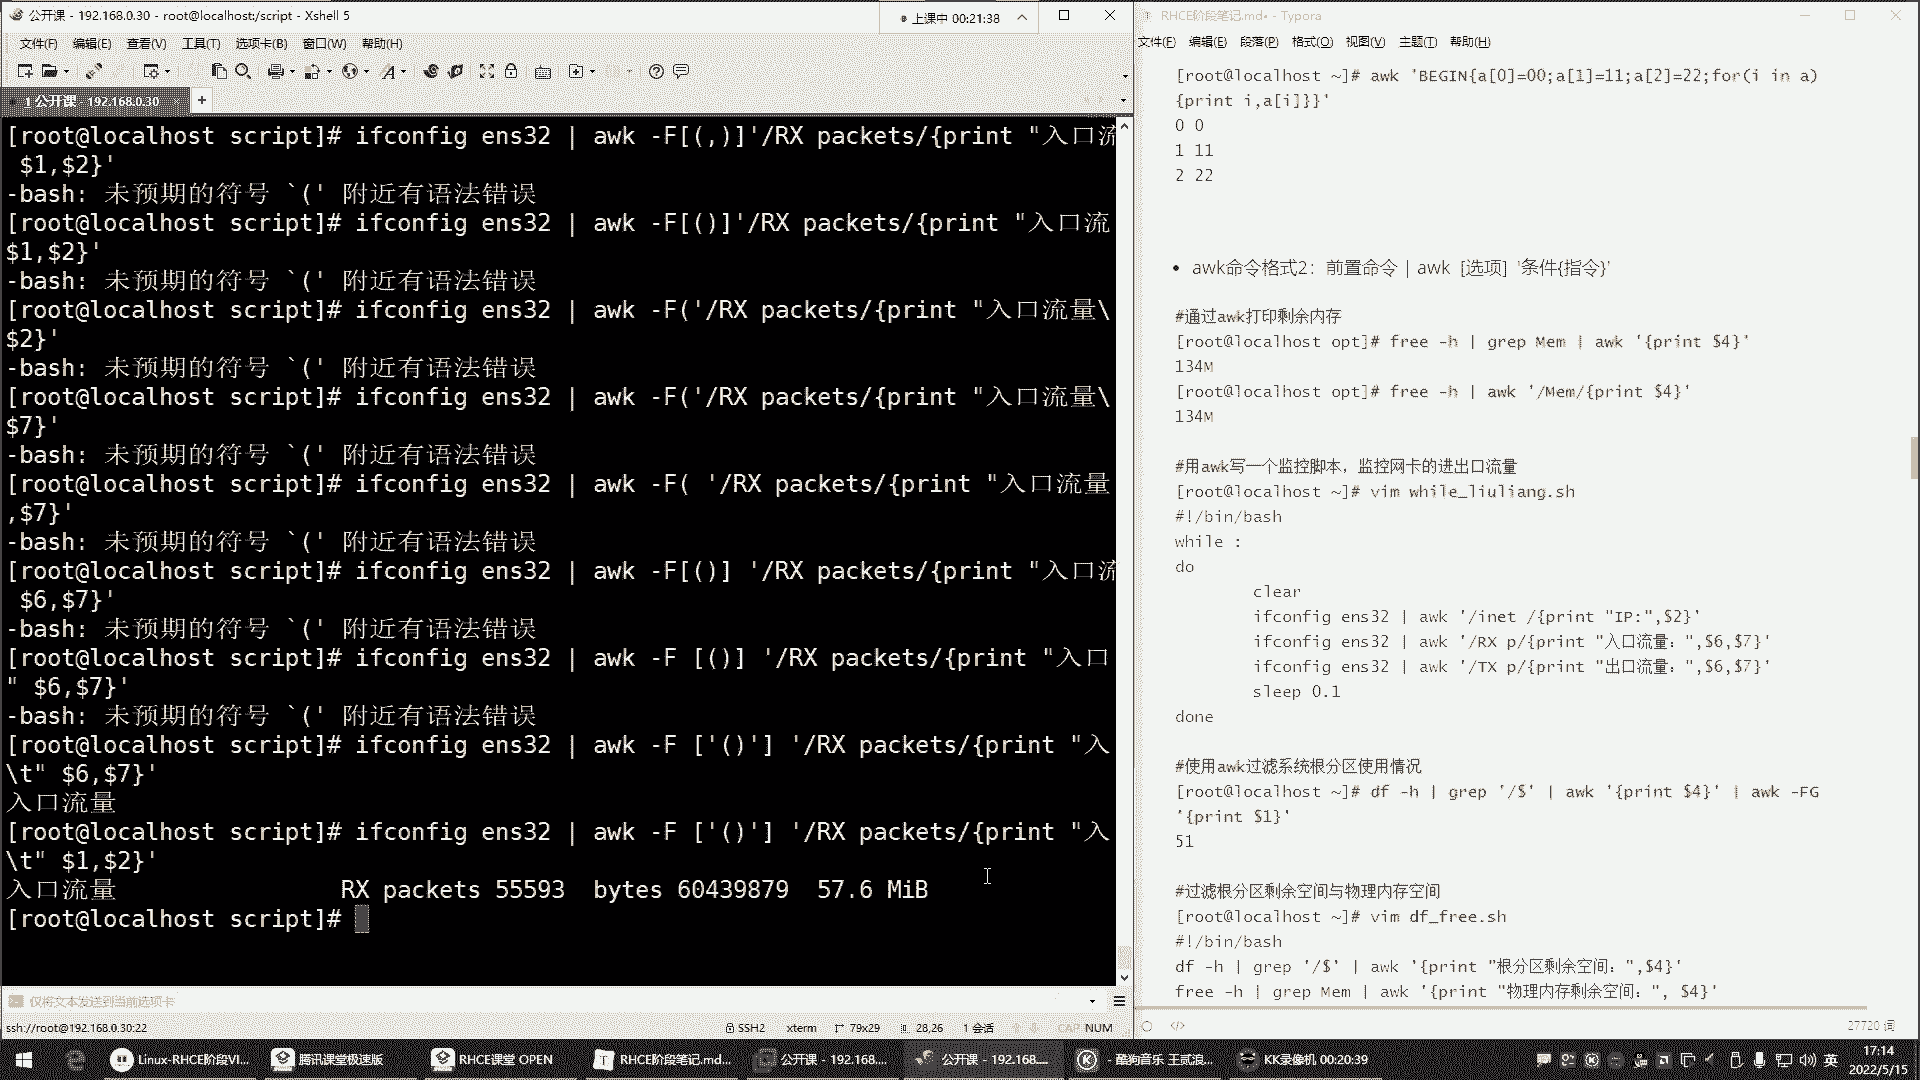 公开课 - 192.168.0.30 - root@localhost:/script - Xshell 5
上课中 00:21:38
文件(F) 编辑(E) 查看(V) 工具(T) 选项卡(B) 窗口(W) 帮助(H)
1 公开课 - 192.168.0.30
[root@localhost script]# ifconfig ens32 | awk -F[(,)]'/RX packets/{print "入口流
 $1,$2}'
-bash: 未预期的符号 `(' 附近有语法错误
[root@localhost script]# ifconfig ens32 | awk -F[()]'/RX packets/{print "入口流
$1,$2}'
-bash: 未预期的符号 `(' 附近有语法错误
[root@localhost script]# ifconfig ens32 | awk -F('/RX packets/{print "入口流量\
$2}'
-bash: 未预期的符号 `(' 附近有语法错误
[root@localhost script]# ifconfig ens32 | awk -F('/RX packets/{print "入口流量\
$7}'
-bash: 未预期的符号 `(' 附近有语法错误
[root@localhost script]# ifconfig ens32 | awk -F( '/RX packets/{print "入口流量
,$7}'
-bash: 未预期的符号 `(' 附近有语法错误
[root@localhost script]# ifconfig ens32 | awk -F[()] '/RX packets/{print "入口流
 $6,$7}'
-bash: 未预期的符号 `(' 附近有语法错误
[root@localhost script]# ifconfig ens32 | awk -F [()] '/RX packets/{print "入口
" $6,$7}'
-bash: 未预期的符号 `(' 附近有语法错误
[root@localhost script]# ifconfig ens32 | awk -F ['()'] '/RX packets/{print "入
\t" $6,$7}'
入口流量
[root@localhost script]# ifconfig ens32 | awk -F ['()'] '/RX packets/{print "入
\t" $1,$2}'
入口流量 RX packets 55593 bytes 60439879 57.6 MiB
[root@localhost script]#
仅将文本发送到当前选项卡
ssh://root@192.168.0.30:22 SSH2 xterm 79x29 28,26 1 会话 CAP NUM
RHCE阶段笔记.md• - Typora
文件(F) 编辑(E) 段落(P) 格式(O) 视图(V) 主题(T) 帮助(H)
[root@localhost ~]# awk 'BEGIN{a[0]=00;a[1]=11;a[2]=22;for(i in a)
{print i,a[i]}}'
0 0
1 11
2 22
• awk命令格式2：前置命令 | awk [选项] '条件{指令}'
#通过awk打印剩余内存
[root@localhost opt]# free -h | grep Mem | awk '{print $4}'
134M
[root@localhost opt]# free -h | awk '/Mem/{print $4}'
134M
#用awk写一个监控脚本，监控网卡的进出口流量
[root@localhost ~]# vim while_liuliang.sh
#!/bin/bash
while :
do
clear
ifconfig ens32 | awk '/inet /{print "IP:",$2}'
ifconfig ens32 | awk '/RX p/{print "入口流量：",$6,$7}'
ifconfig ens32 | awk '/TX p/{print "出口流量：",$6,$7}'
sleep 0.1
done
#使用awk过滤系统根分区使用情况
[root@localhost ~]# df -h | grep '/$' | awk '{print $4}' | awk -FG
'{print $1}'
51
#过滤根分区剩余空间与物理内存空间
[root@localhost ~]# vim df_free.sh
#!/bin/bash
df -h | grep '/$' | awk '{print "根分区剩余空间：",$4}'
free -h | grep Mem | awk '{print "物理内存剩余空间：", $4}'
27720 词
Linux-RHCE阶段VI...
腾讯课堂极速版
RHCE课堂 OPEN
RHCE阶段笔记.md...
公开课 - 192.168....
公开课 - 192.168....
- 酷狗音乐 王贰浪...
KK录像机 00:20:39
英
17:14
2022/5/15